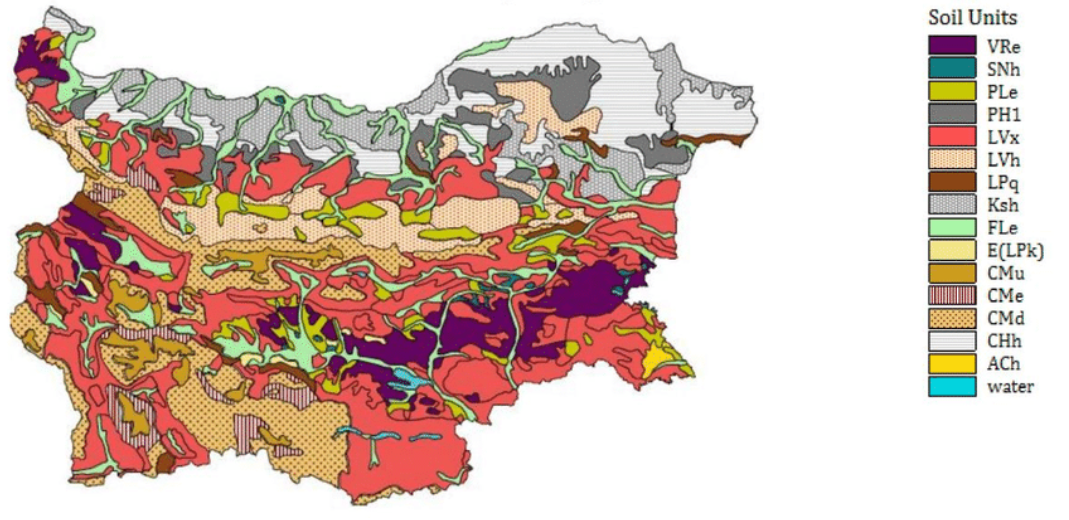 Soil Units
VRe
SNh
PLe
PH1
LVx
LVh
LPq
Ksh
FLe
E(LPk)
CMu
CMe
CMd
CHh
ACh
water